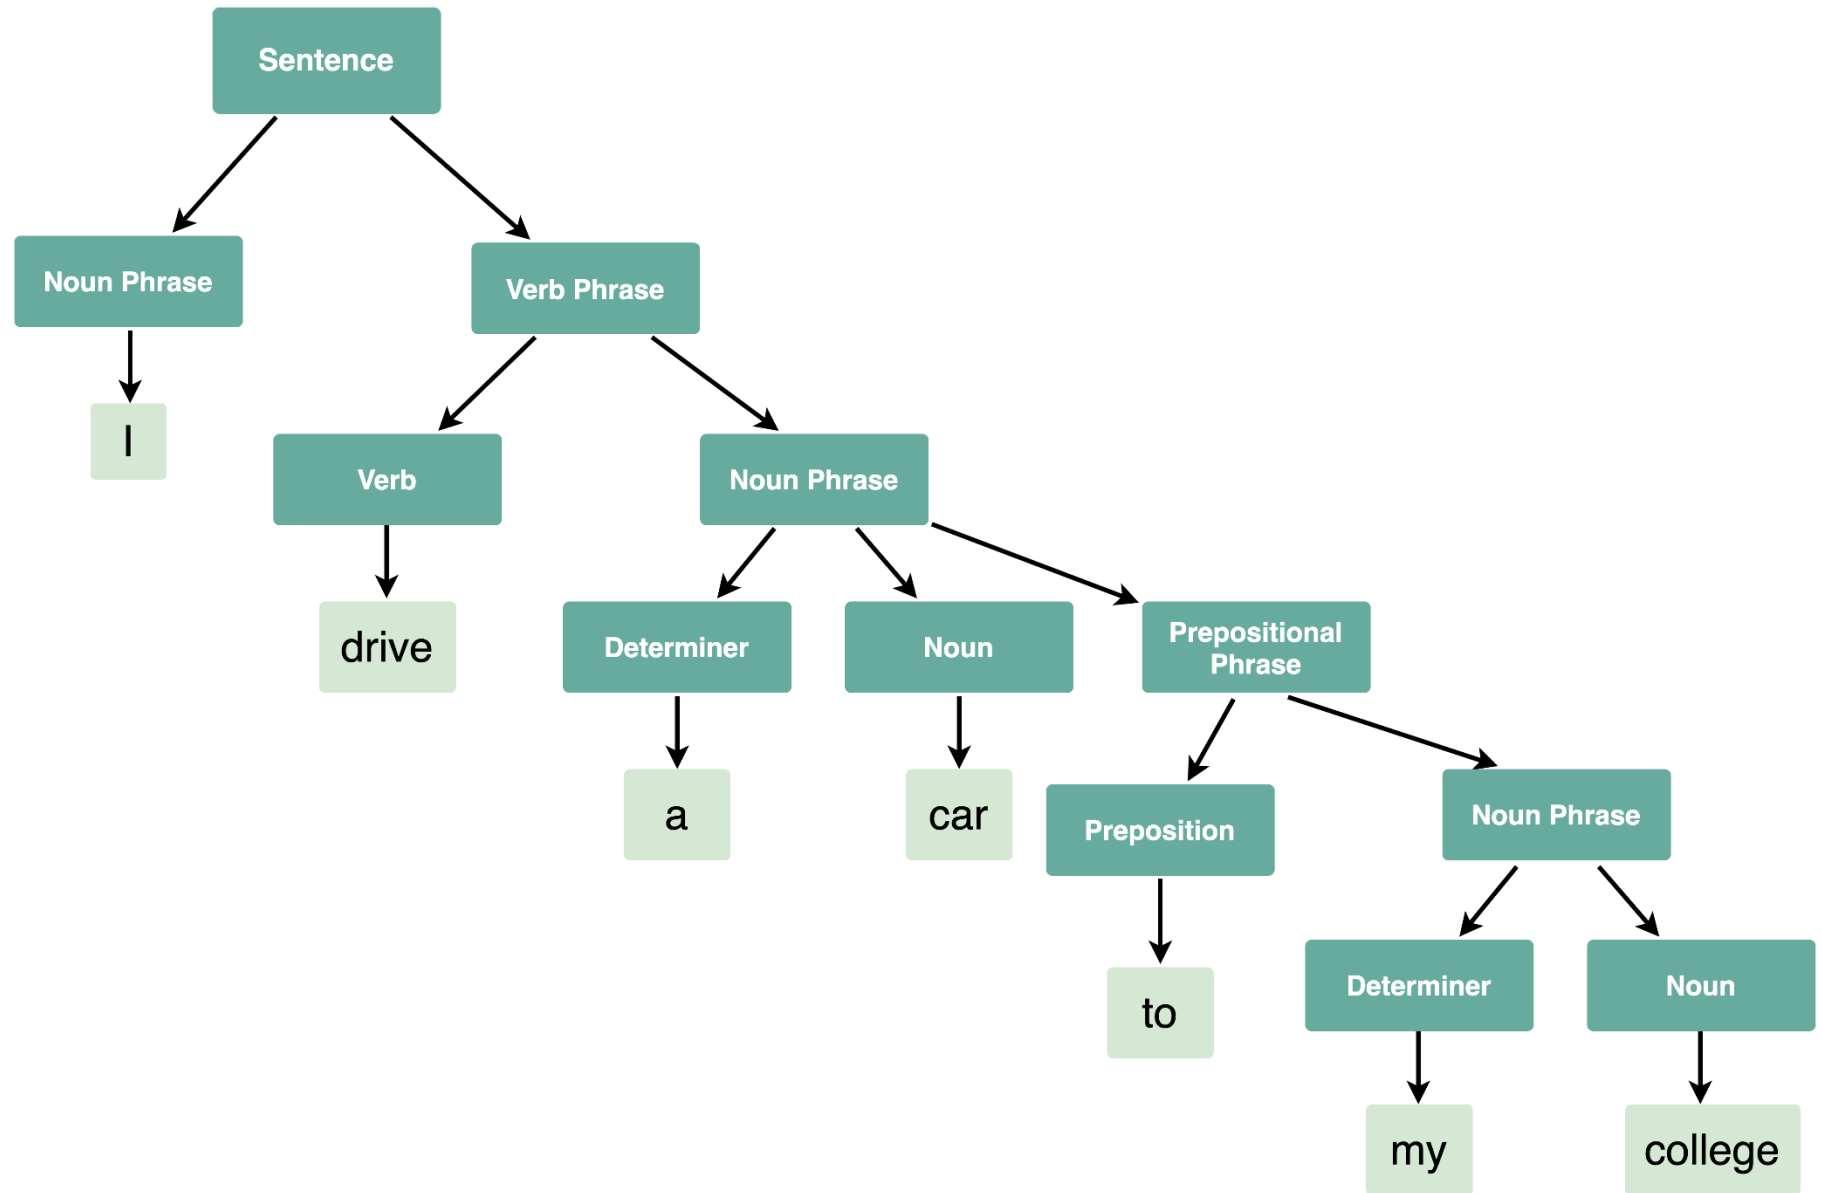 Sentence
Noun Phrase
Verb Phrase
I
Verb
Noun Phrase
drive
Determiner
Noun
Prepositional
Phrase
a
car
Preposition
Noun Phrase
to
Determiner
Noun
my
college